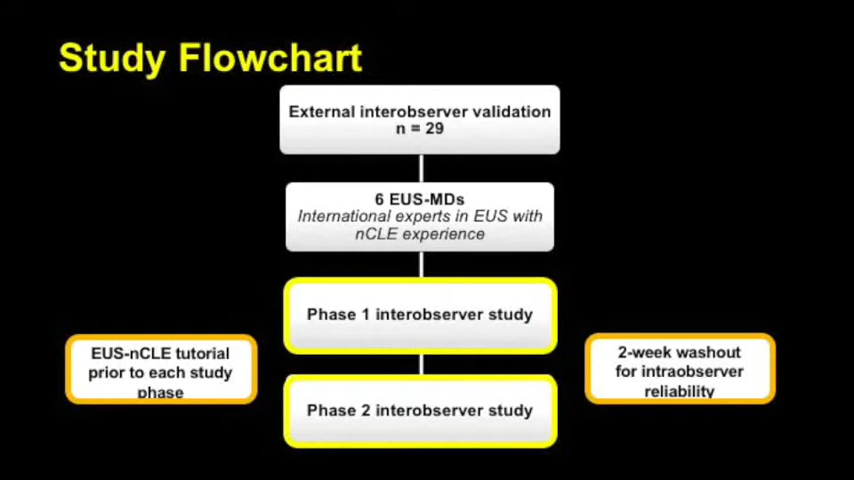 Study Flowchart
External interobserver validation
n = 29
6 EUS-MDs
International experts in EUS with
nCLE experience
Phase 1 interobserver study
EUS-nCLE tutorial
prior to each study
phase
2-week washout
for intraobserver
reliability
Phase 2 interobserver study